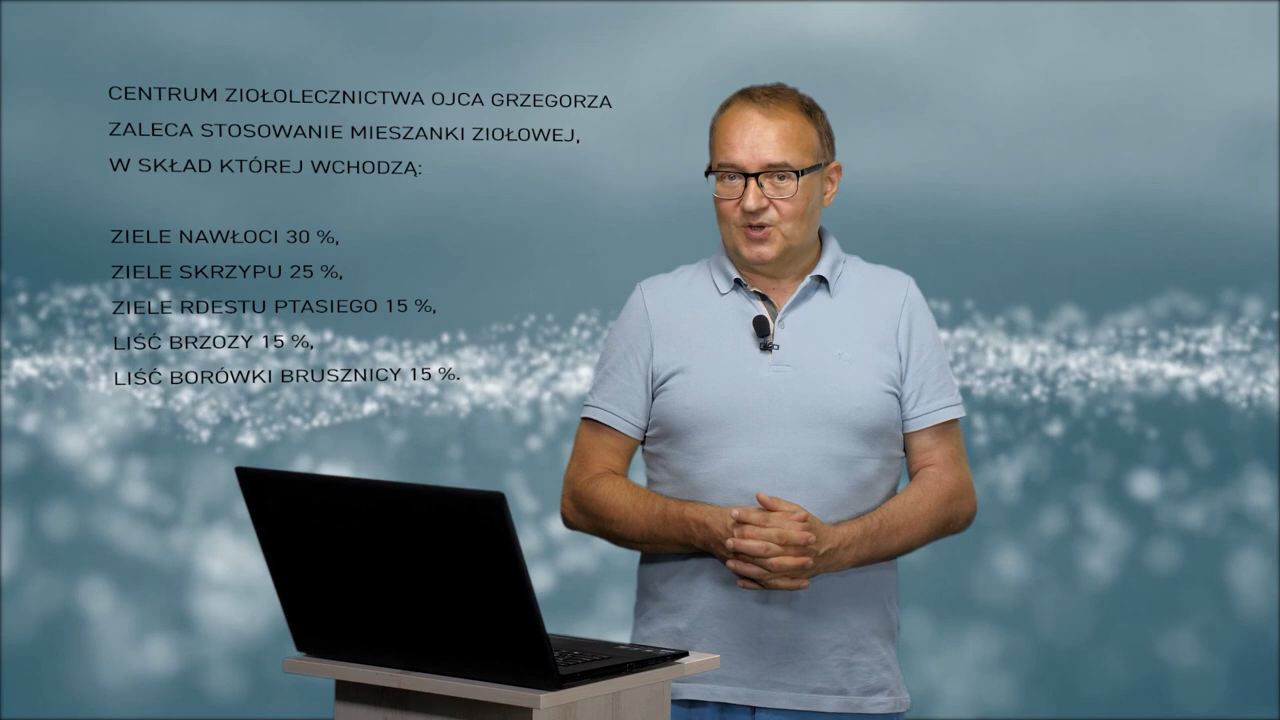 CENTRUM ZIOŁOLECZNICTWA OJCA GRZEGORZA
ZALECA STOSOWANIE MIESZANKI ZIOŁOWEJ,
W SKŁAD KTÓREJ WCHODZĄ:
ZIELE NAWŁOCI 30 %,
ZIELE SKRZYPU 25 %,
ZIELE RDESTU PTASIEGO 15 %,
LIŚĆ BRZOZY 15 %,
LIŚĆ BORÓWKI BRUSZNICY 15 %.